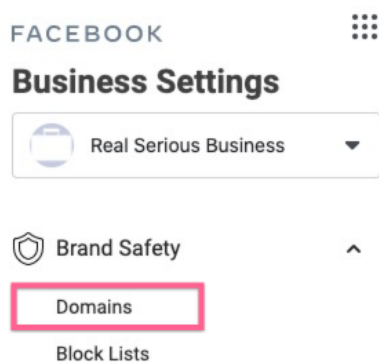 FACEBOOK
Business Settings
Real Serious Business
Brand Safety
Domains
Block Lists